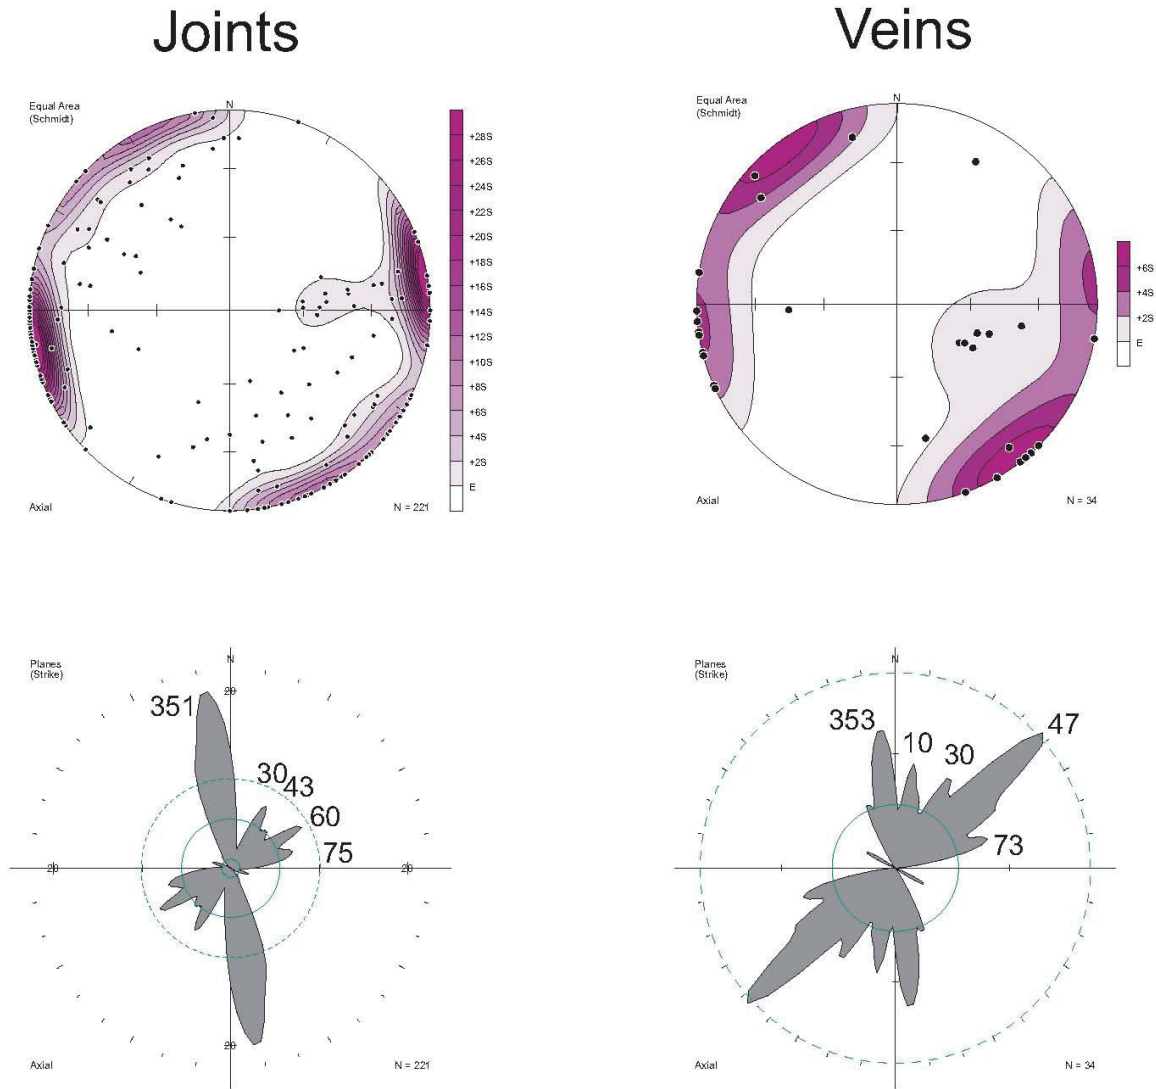 Joints
Veins
Equal Area
(Schmidt)
N
+28S
+26S
+24S
+22S
+20S
+18S
+16S
+14S
+12S
+10S
+8S
+6S
+4S
+2S
E
Axial
N = 221
Equal Area
(Schmidt)
N
+6S
+4S
+2S
E
Axial
N = 34
Planes
(Strike)
N
20
351
30
43
60
75
20
20
20
Axial
N = 221
Planes
(Strike)
N
353
10
30
47
73
Axial
N = 34